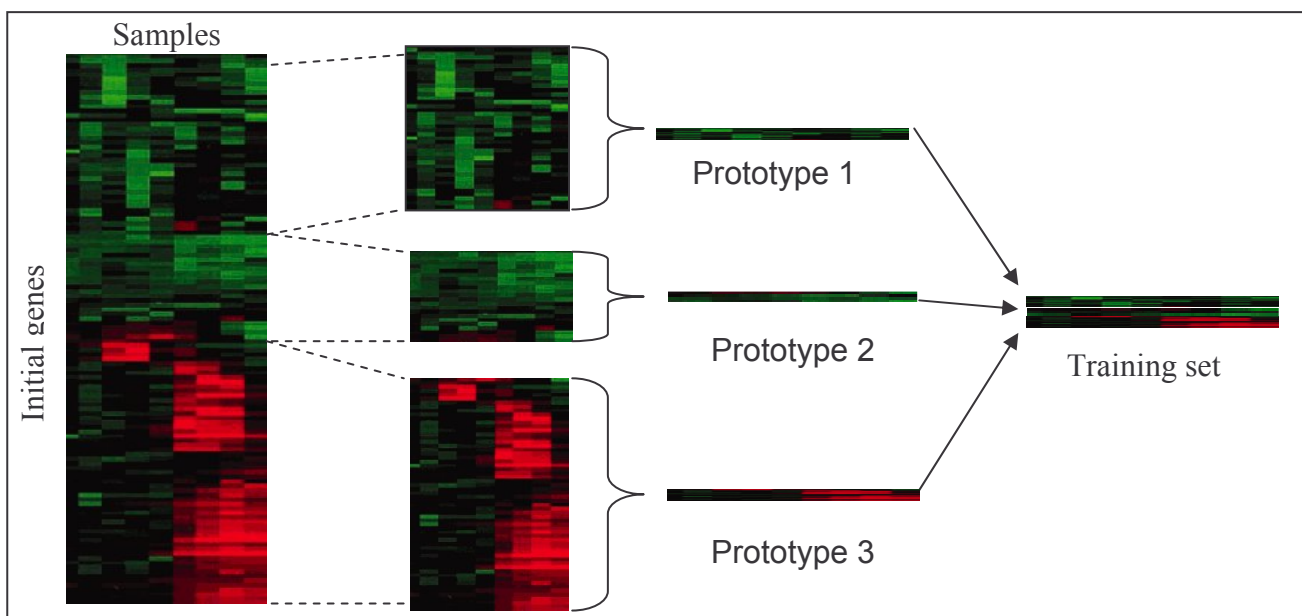 Samples
Initial genes
Prototype 1
Prototype 2
Prototype 3
Training set